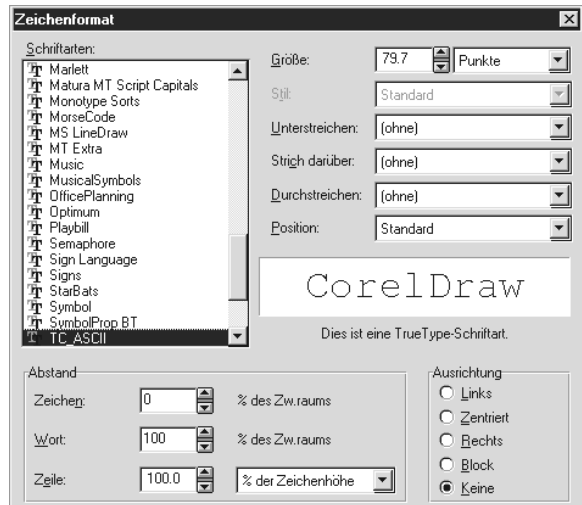 Zeichenformat
Schriftarten:
Marlett
Matura MT Script Capitals
Monotype Sorts
MorseCode
MS LineDraw
MT Extra
Music
MusicalSymbols
OfficePlanning
Optimum
Playbill
Semaphore
Sign Language
Signs
StarBats
Symbol
SymbolProp BT
TC_ASCII
Größe: 79.7 Punkte
Stil: Standard
Unterstreichen: (ohne)
Strich darüber: (ohne)
Durchstreichen: (ohne)
Position: Standard
CorelDraw
Dies ist eine TrueType-Schriftart.
Abstand
Zeichen: 0 % des Zw.raums
Wort: 100 % des Zw.raums
Zeile: 100.0 % der Zeichenhöhe
Ausrichtung
Links
Zentriert
Rechts
Block
Keine